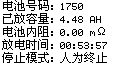 电池号码: 1750
已放容量: 4.48 AH
电池内阻: 0.00 mΩ
放电时间: 00:53:57
停止模式: 人为终止